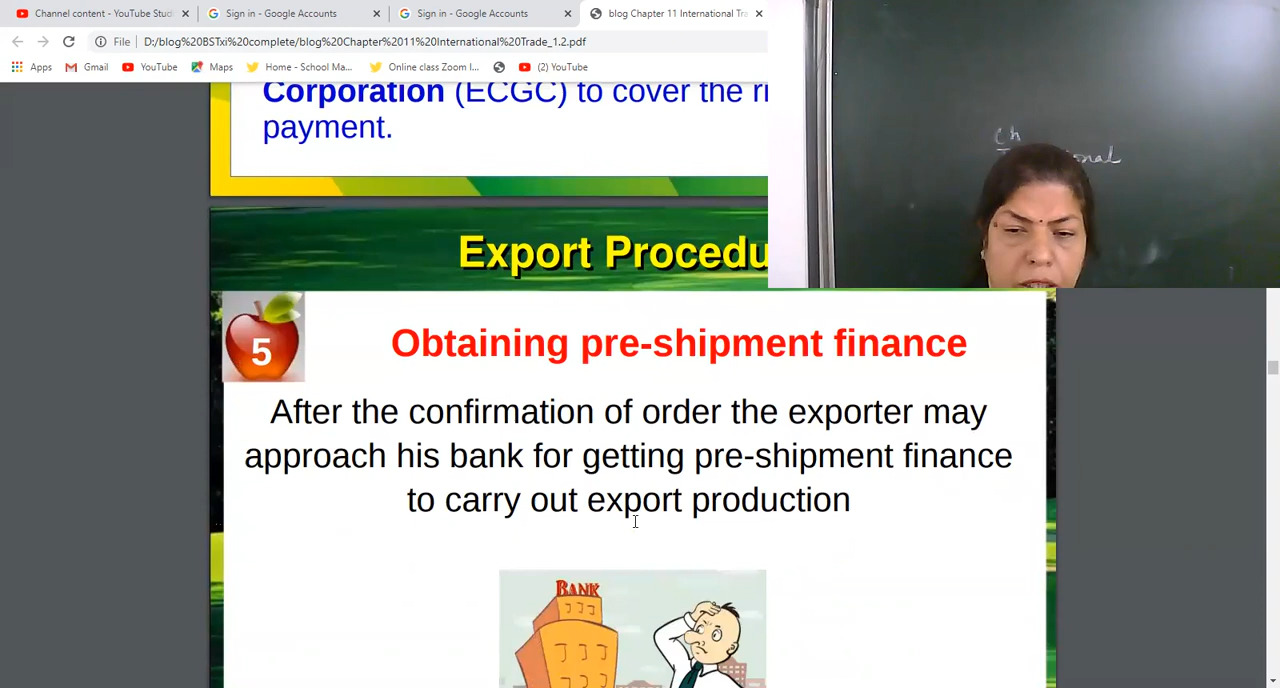 Channel content - YouTube Stud
Sign in - Google Accounts
Sign in - Google Accounts
blog Chapter 11 International Tra
File
D:/blog%20BSTxi%20complete/blog%20Chapter%2011%20International%20Trade_1.2.pdf
Apps
Gmail
YouTube
Maps
Home - School Ma...
Online class Zoom I...
(2) YouTube
Corporation (ECGC) to cover the ri
payment.
Ch
onal
Export Procedu
5
Obtaining pre-shipment finance
After the confirmation of order the exporter may
approach his bank for getting pre-shipment finance
to carry out export production
BANK